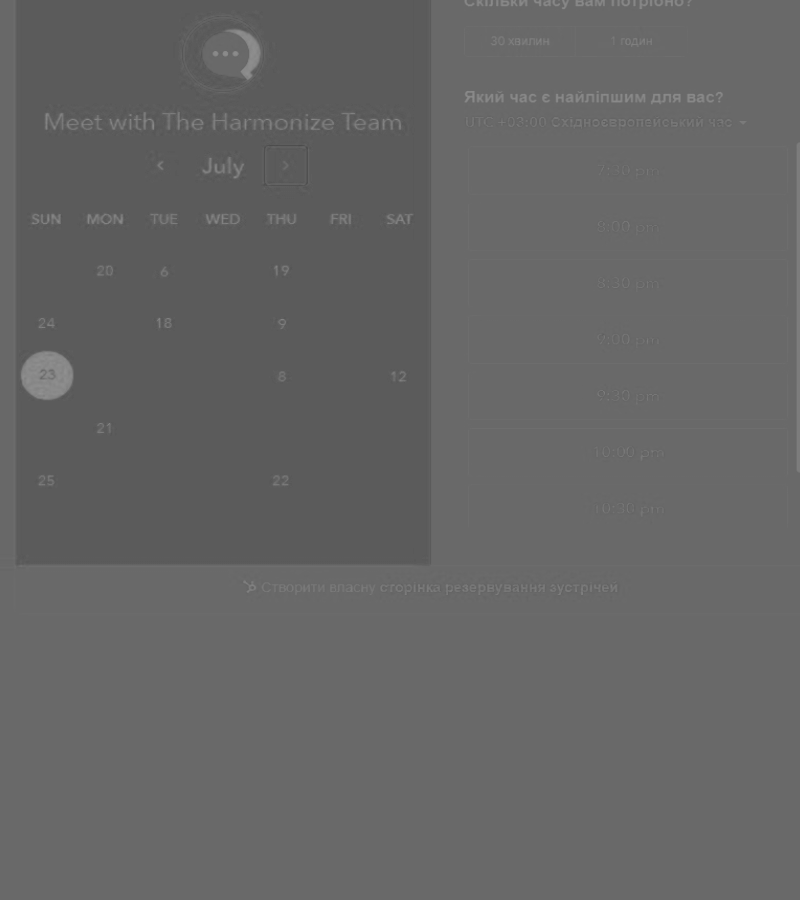 Скільки часу вам потрібно?
30 хвилин 1 годин
Meet with The Harmonize Team
July
SUN MON TUE WED THU FRI SAT
20 6 19
24 18 9
23 8 12
21
25 22
Який час є найліпшим для вас?
UTC +03:00 Східноєвропейський час
7:30 pm
8:00 pm
8:30 pm
9:00 pm
9:30 pm
10:00 pm
10:30 pm
Створити власну сторінка резервування зустрічей